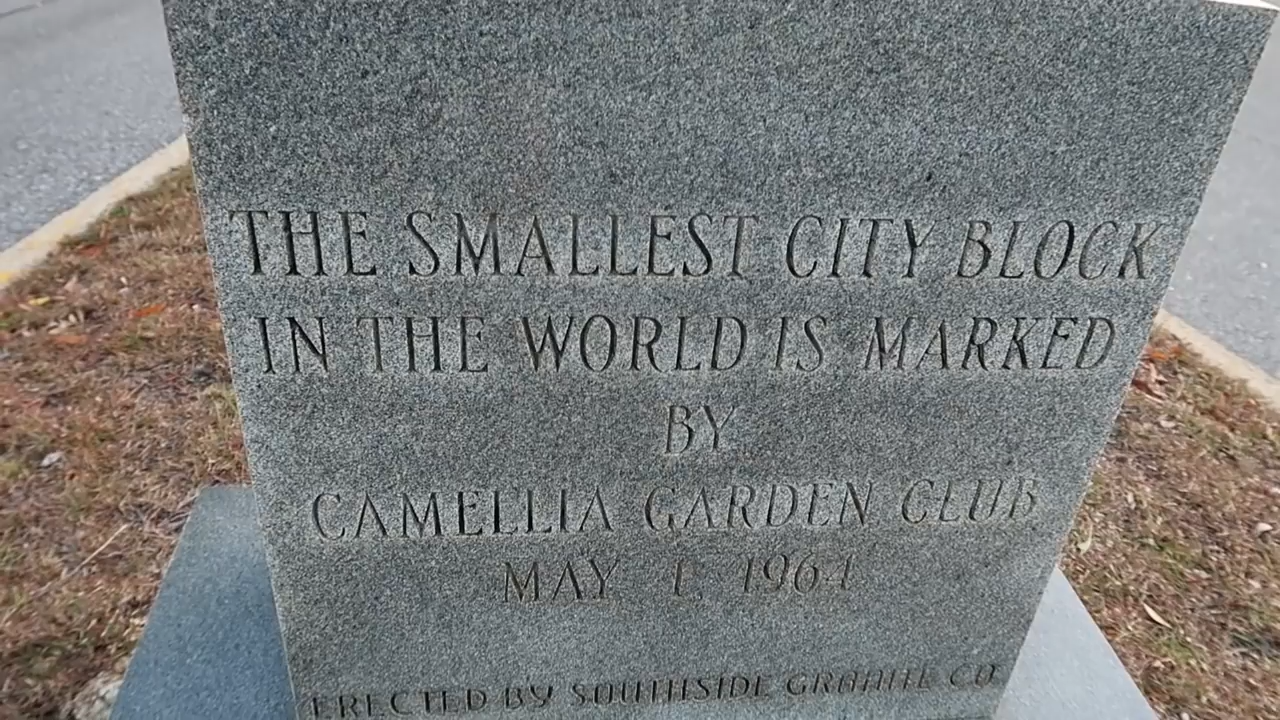 THE SMALLEST CITY BLOCK
IN THE WORLD IS MARKED
BY
CAMELLIA GARDEN CLUB
MAY 1, 1964
ERECTED BY SOUTHSIDE GRANITE CO.